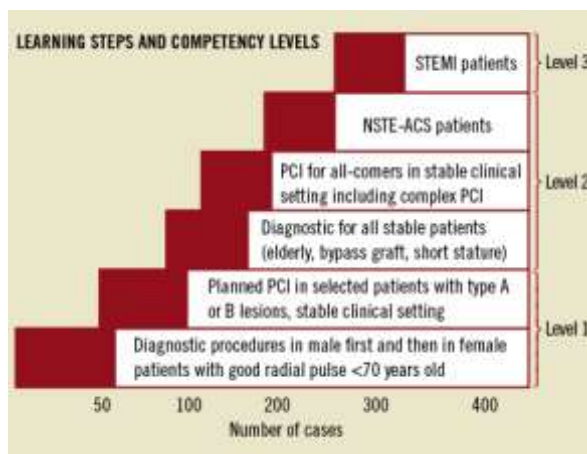 LEARNING STEPS AND COMPETENCY LEVELS
STEMI patients
Level 3
NSTE-ACS patients
PCI for all-comers in stable clinical
setting including complex PCI
Level 2
Diagnostic for all stable patients
(elderly, bypass graft, short stature)
Planned PCI in selected patients with type A
or B lesions, stable clinical setting
Level 1
Diagnostic procedures in male first and then in female
patients with good radial pulse <70 years old
50 100 200 300 400
Number of cases